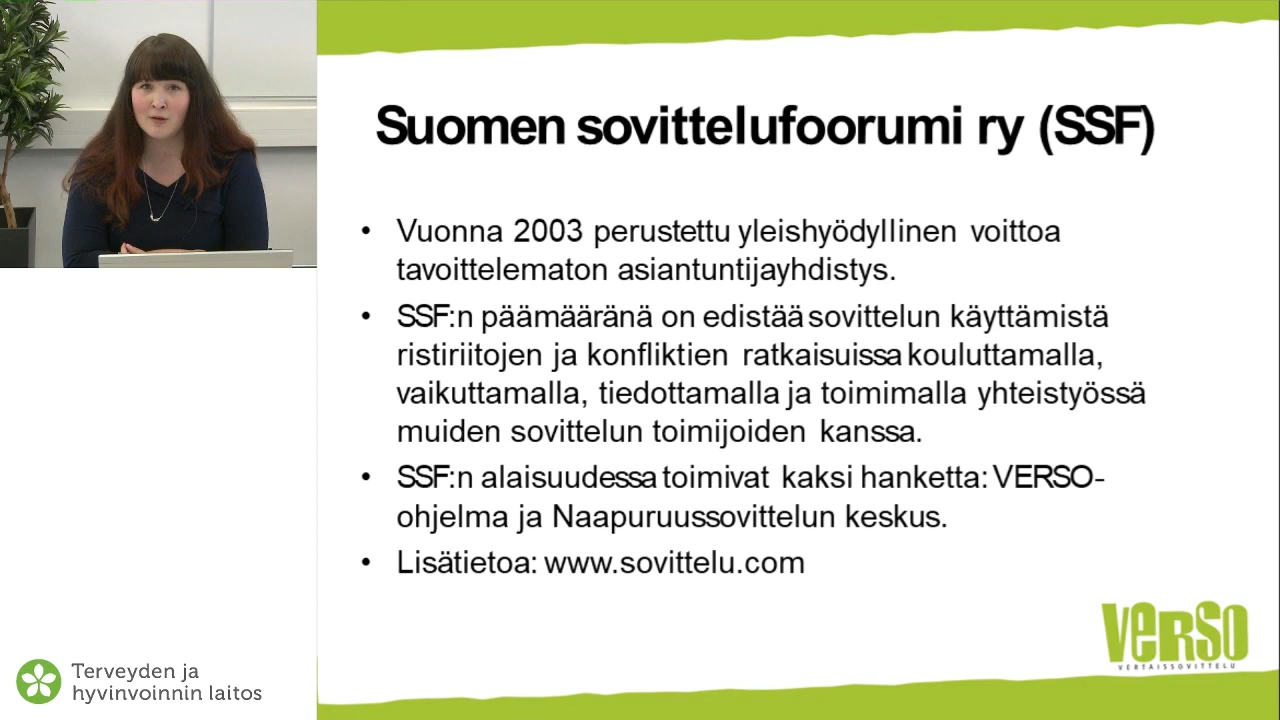 Suomen sovittelufoorumi ry (SSF)
• Vuonna 2003 perustettu yleishyödyllinen voittoa
tavoittelematon asiantuntijayhdistys.
• SSF:n päämääränä on edistää sovittelun käyttämistä
ristiriitojen ja konfliktien ratkaisuissa kouluttamalla,
vaikuttamalla, tiedottamalla ja toimimalla yhteistyössä
muiden sovittelun toimijoiden kanssa.
• SSF:n alaisuudessa toimivat kaksi hanketta: VERSO-
ohjelma ja Naapuruussovittelun keskus.
• Lisätietoa: www.sovittelu.com
VERSO
VERTAISSOVITTELU
Terveyden ja
hyvinvoinnin laitos